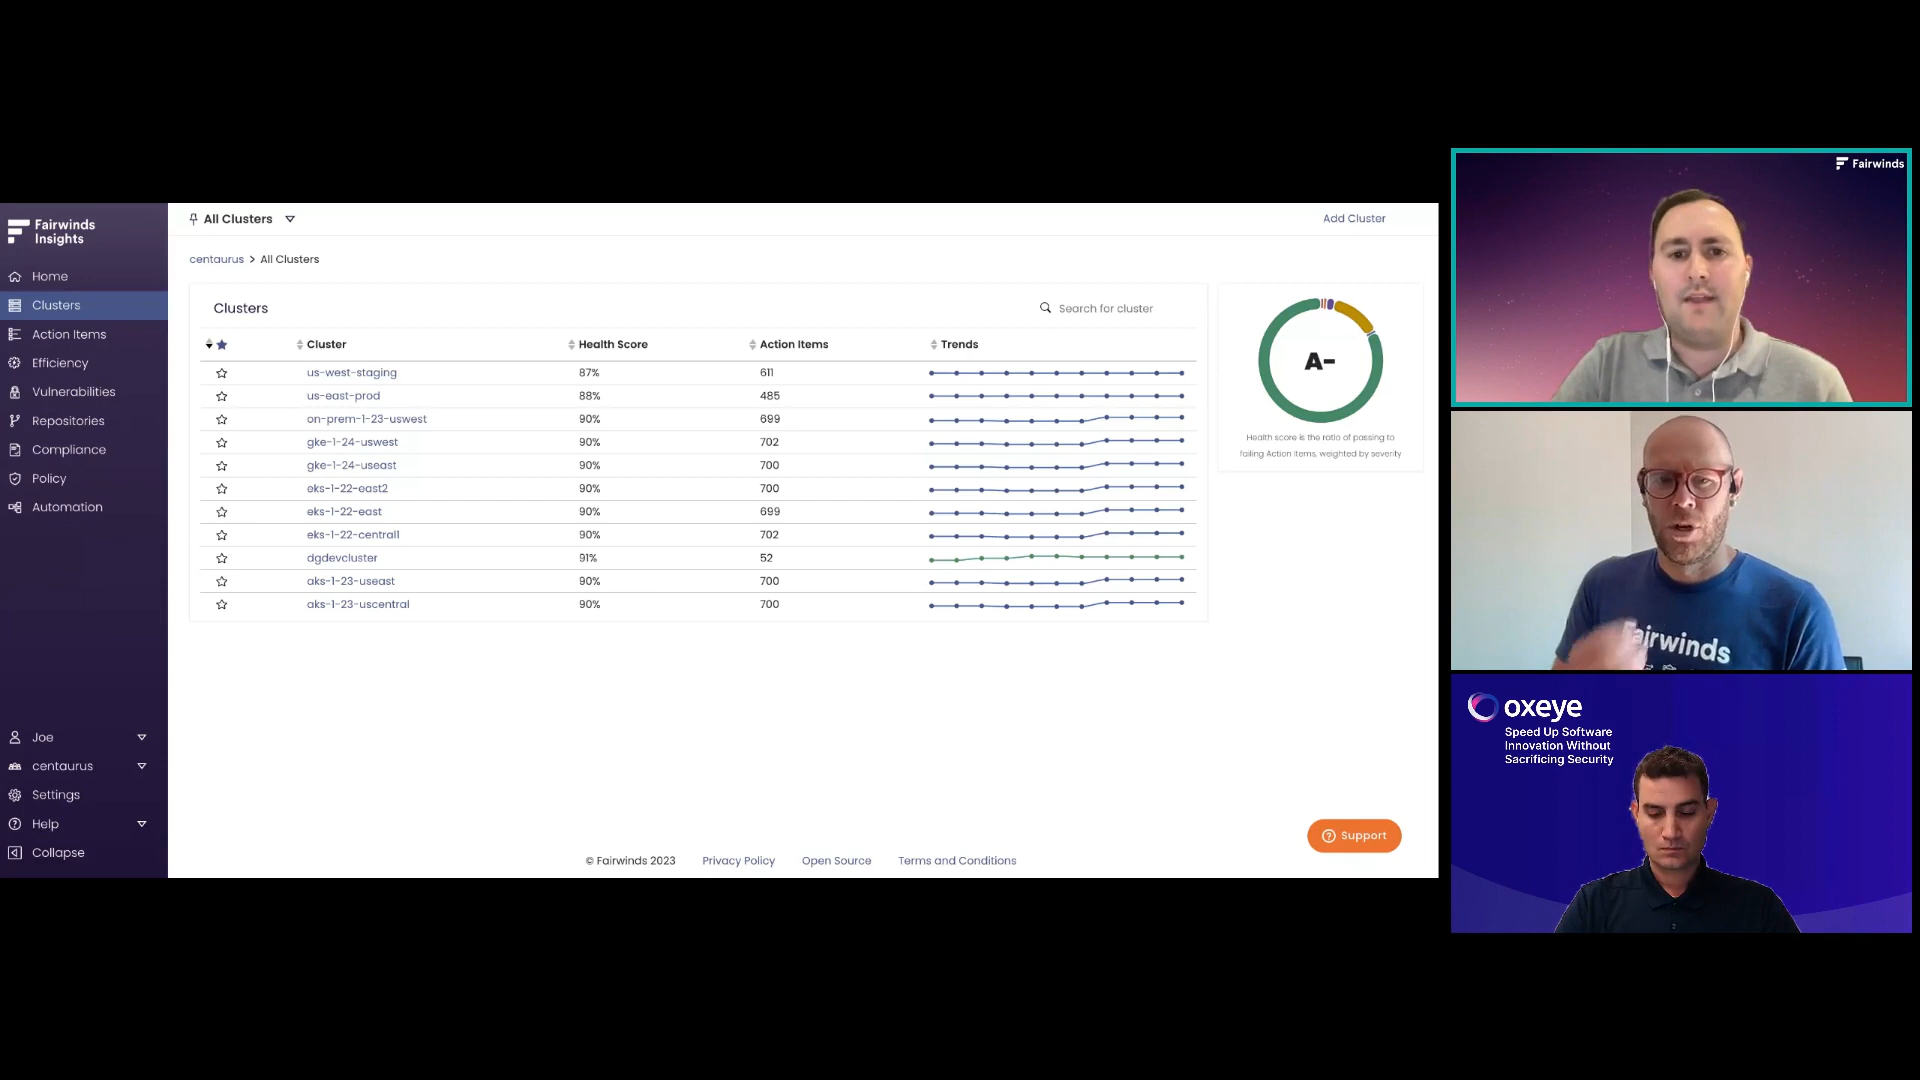 Fairwinds
Insights
Home
Clusters
Action Items
Efficiency
Vulnerabilities
Repositories
Compliance
Policy
Automation
Joe
centaurus
Settings
Help
Collapse
All Clusters
Add Cluster
centaurus > All Clusters
Clusters
Search for cluster
Cluster Health Score Action Items Trends
us-west-staging 87% 611
us-east-prod 88% 485
on-prem-1-23-uswest 90% 699
gke-1-24-uswest 90% 702
gke-1-24-useast 90% 700
eks-1-22-east2 90% 700
eks-1-22-east 90% 699
eks-1-22-central1 90% 702
dgdevcluster 91% 52
aks-1-23-useast 90% 700
aks-1-23-uscentral 90% 700
A-
Health score is the ratio of passing to
failing Action Items, weighted by severity
Support
© Fairwinds 2023 Privacy Policy Open Source Terms and Conditions
Fairwinds
airwinds
oxeye
Speed Up Software
Innovation Without
Sacrificing Security